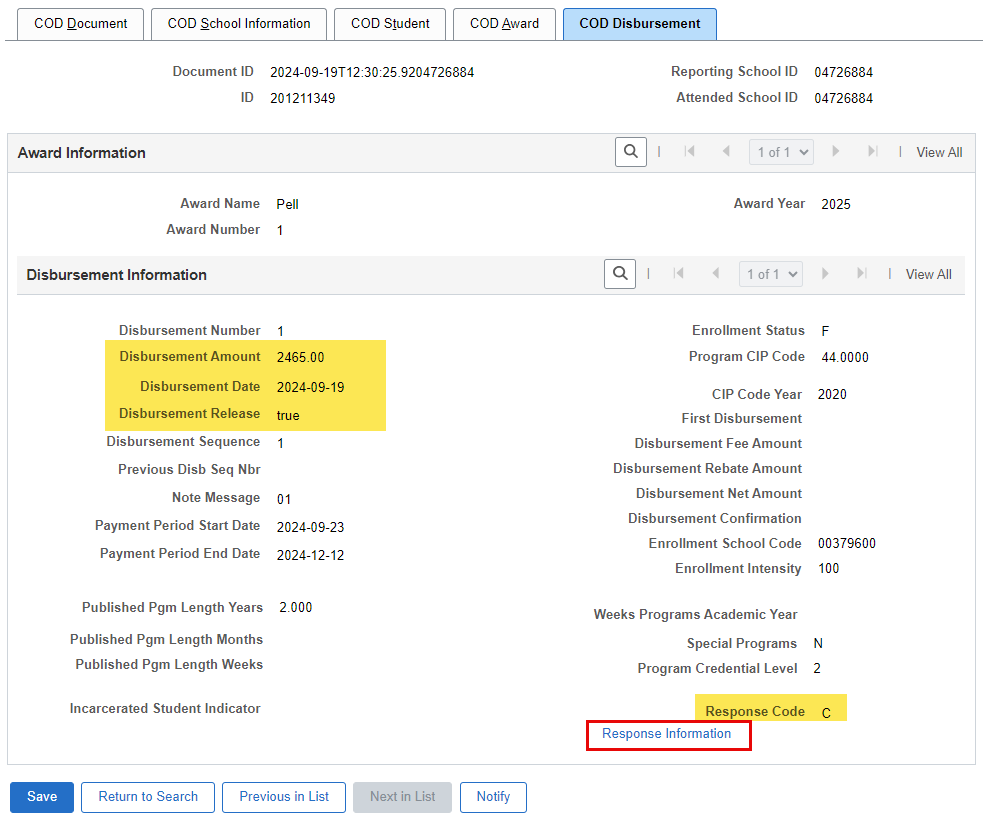 COD Document COD School Information COD Student COD Award COD Disbursement
Document ID 2024-09-19T12:30:25.9204726884 Reporting School ID 04726884
ID 201211349 Attended School ID 04726884
Award Information 1 of 1 View All
Award Name Pell Award Year 2025
Award Number 1
Disbursement Information 1 of 1 View All
Disbursement Number 1 Enrollment Status F
Disbursement Amount 2465.00 Program CIP Code 44.0000
Disbursement Date 2024-09-19 CIP Code Year 2020
Disbursement Release true First Disbursement
Disbursement Sequence 1 Disbursement Fee Amount
Previous Disb Seq Nbr Disbursement Rebate Amount
Note Message 01 Disbursement Net Amount
Payment Period Start Date 2024-09-23 Disbursement Confirmation
Payment Period End Date 2024-12-12 Enrollment School Code 00379600
Enrollment Intensity 100
Published Pgm Length Years 2.000 Weeks Programs Academic Year
Published Pgm Length Months Special Programs N
Published Pgm Length Weeks Program Credential Level 2
Incarcerated Student Indicator Response Code C
Response Information
Save Return to Search Previous in List Next in List Notify